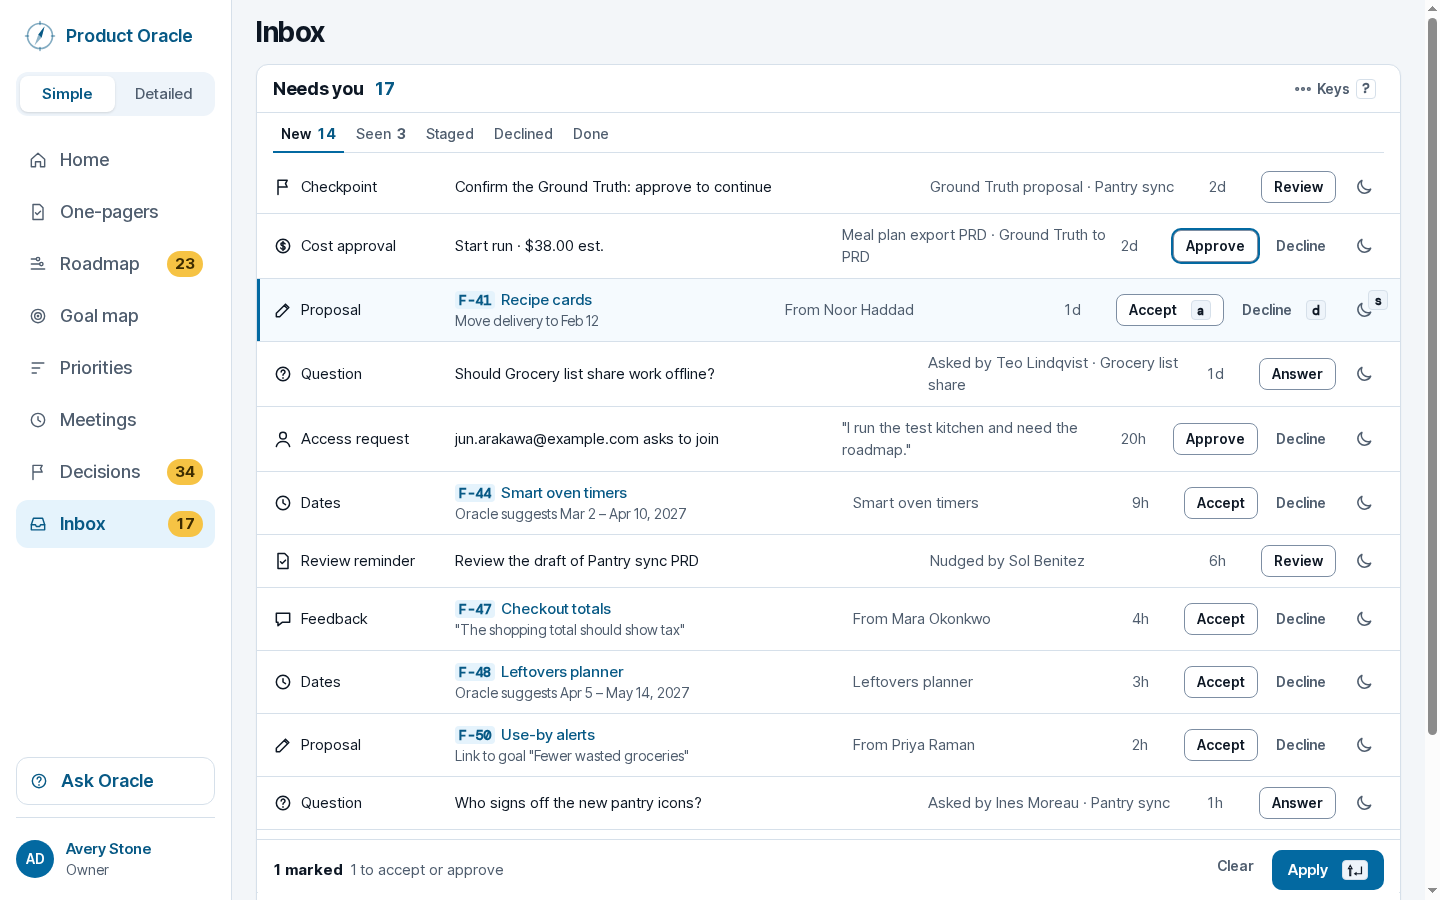 Product Oracle
Simple Detailed
Home
One-pagers
Roadmap 23
Goal map
Priorities
Meetings
Decisions 34
Inbox 17
Ask Oracle
AD Avery Stone
Owner
Inbox
Needs you 17 ••• Keys ?
New 14 Seen 3 Staged Declined Done
Checkpoint Confirm the Ground Truth: approve to continue Ground Truth proposal · Pantry sync 2d Review
Cost approval Start run · $38.00 est. Meal plan export PRD · Ground Truth to PRD 2d Approve Decline
Proposal F-41 Recipe cards From Noor Haddad 1d Accept a Decline d s
Move delivery to Feb 12
Question Should Grocery list share work offline? Asked by Teo Lindqvist · Grocery list share 1d Answer
Access request jun.arakawa@example.com asks to join "I run the test kitchen and need the roadmap." 20h Approve Decline
Dates F-44 Smart oven timers Smart oven timers 9h Accept Decline
Oracle suggests Mar 2 – Apr 10, 2027
Review reminder Review the draft of Pantry sync PRD Nudged by Sol Benitez 6h Review
Feedback F-47 Checkout totals From Mara Okonkwo 4h Accept Decline
"The shopping total should show tax"
Dates F-48 Leftovers planner Leftovers planner 3h Accept Decline
Oracle suggests Apr 5 – May 14, 2027
Proposal F-50 Use-by alerts From Priya Raman 2h Accept Decline
Link to goal "Fewer wasted groceries"
Question Who signs off the new pantry icons? Asked by Ines Moreau · Pantry sync 1h Answer
1 marked 1 to accept or approve Clear Apply